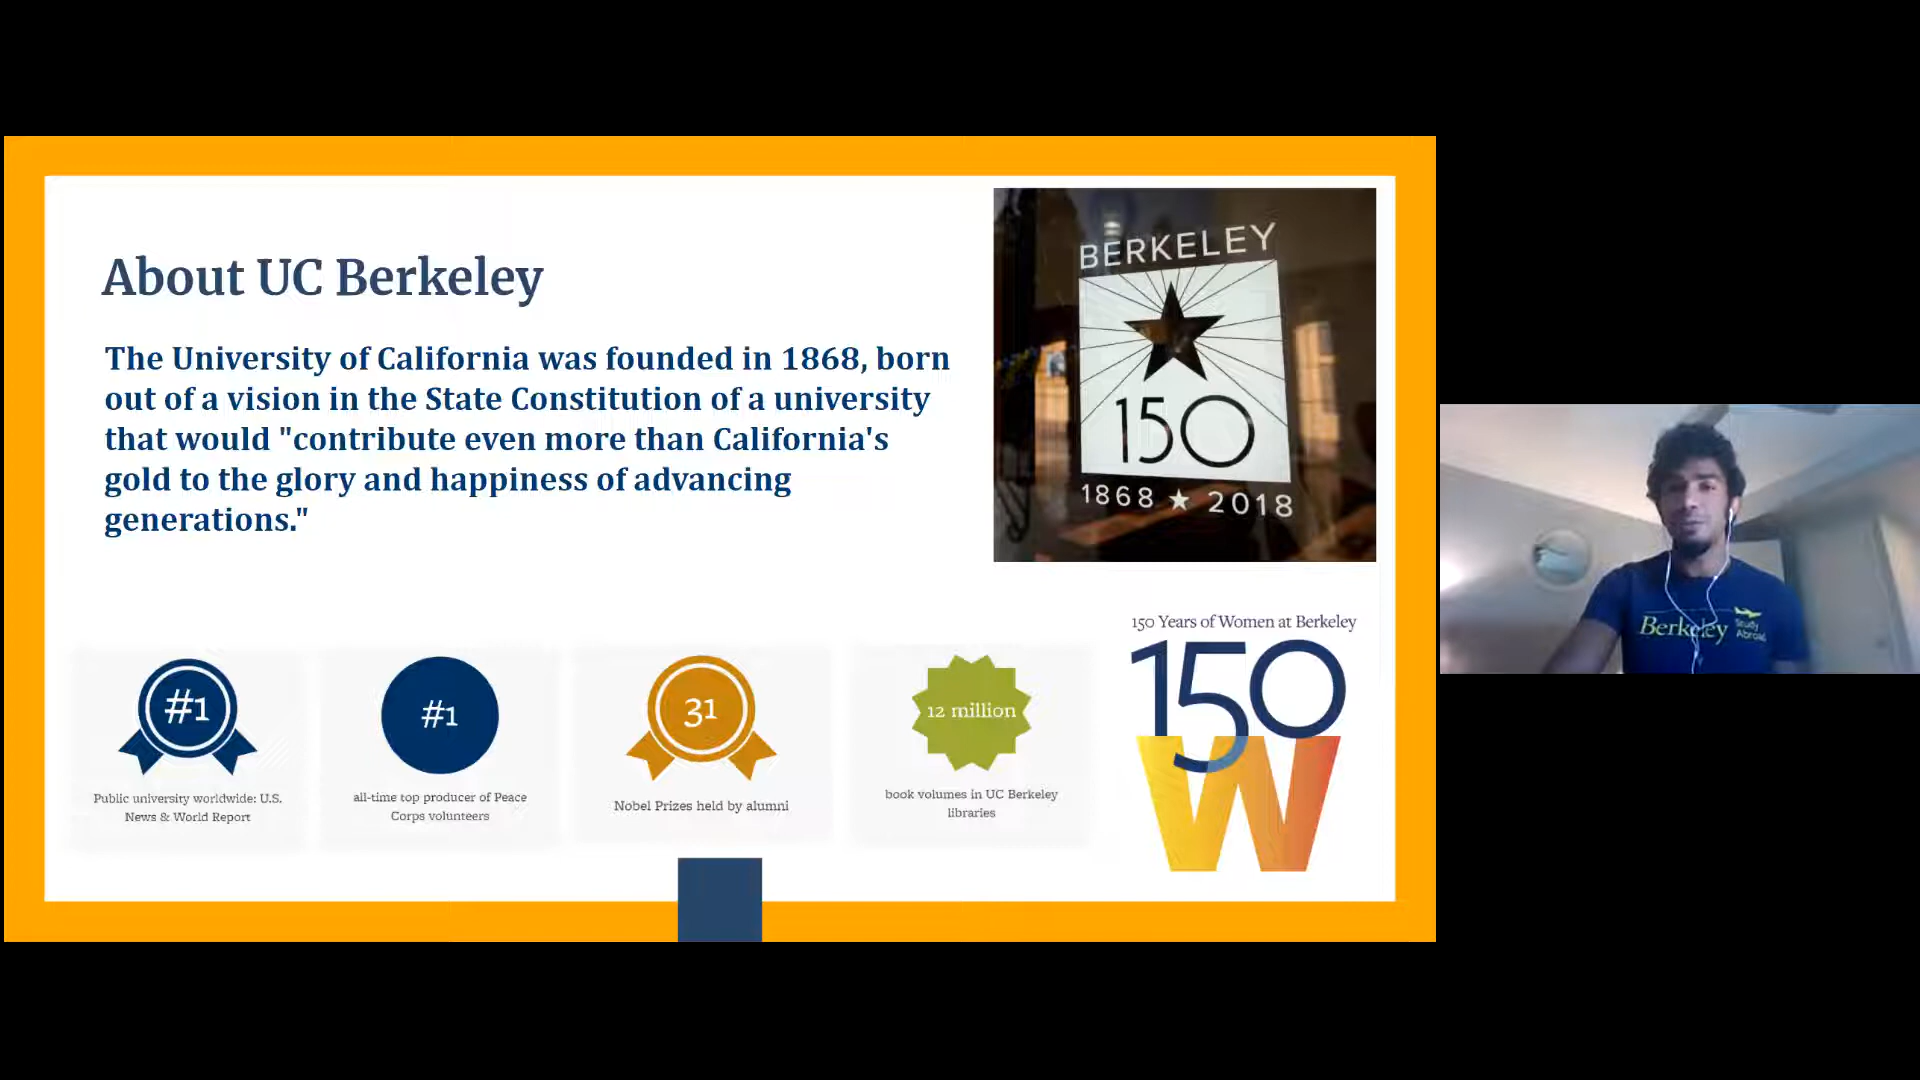 About UC Berkeley
The University of California was founded in 1868, born
out of a vision in the State Constitution of a university
that would "contribute even more than California's
gold to the glory and happiness of advancing
generations."
BERKELEY
150
1868 ★ 2018
#1
Public university worldwide: U.S.
News & World Report
#1
all-time top producer of Peace
Corps volunteers
31
Nobel Prizes held by alumni
12 million
book volumes in UC Berkeley
libraries
150 Years of Women at Berkeley
150
W
Berkeley
Study
Abroad